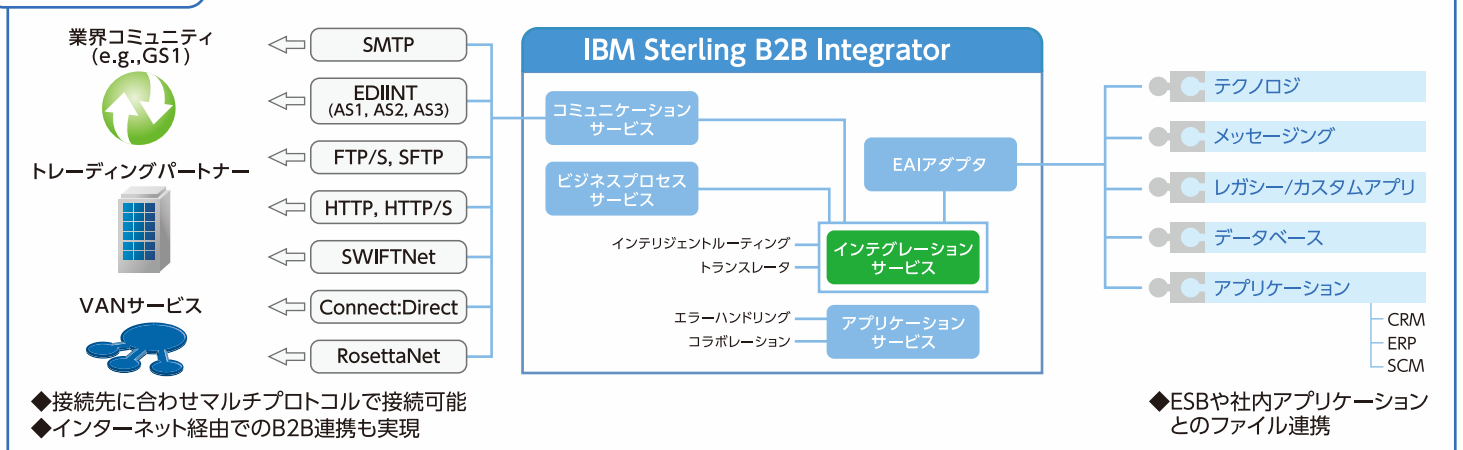 業界コミュニティ
(e.g.,GS1)
トレーディングパートナー
VANサービス
SMTP
EDIINT
(AS1, AS2, AS3)
FTP/S, SFTP
HTTP, HTTP/S
SWIFTNet
Connect:Direct
RosettaNet
◆接続先に合わせマルチプロトコルで接続可能
◆インターネット経由でのB2B連携も実現
IBM Sterling B2B Integrator
コミュニケーション
サービス
ビジネスプロセス
サービス
EAIアダプタ
インテリジェントルーティング
トランスレータ
インテグレーション
サービス
エラーハンドリング
コラボレーション
アプリケーション
サービス
テクノロジ
メッセージング
レガシー/カスタムアプリ
データベース
アプリケーション
CRM
ERP
SCM
◆ESBや社内アプリケーション
とのファイル連携